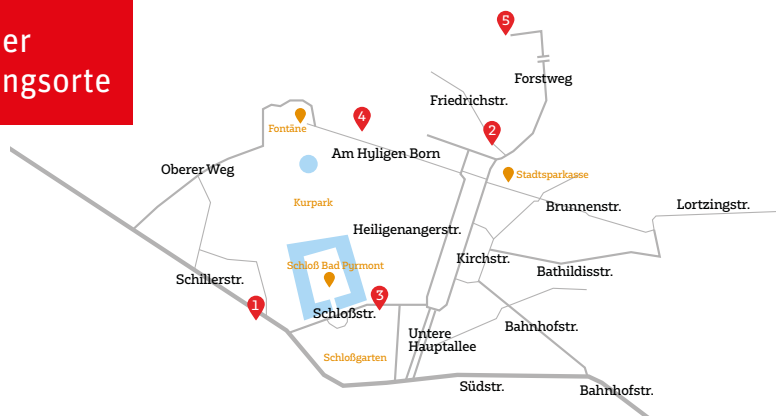 er
ngsorte
5
Forstweg
Friedrichstr.
4
Fontäne
2
Am Hyligen Born
Oberer Weg
Stadtsparkasse
Kurpark
Brunnenstr.
Lortzingstr.
Heiligenangerstr.
Kirchstr.
Schloß Bad Pyrmont
Bathildisstr.
Schillerstr.
3
1
Schloßstr.
Untere
Hauptallee
Bahnhofstr.
Schloßgarten
Südstr.
Bahnhofstr.